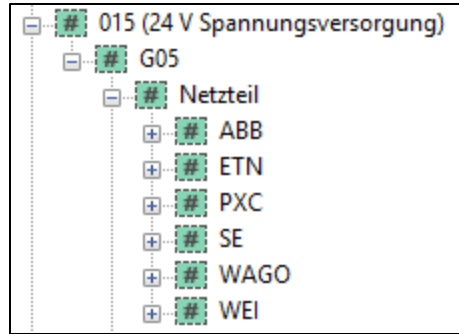 # 015 (24 V Spannungsversorgung)
# G05
# Netzteil
# ABB
# ETN
# PXC
# SE
# WAGO
# WEI